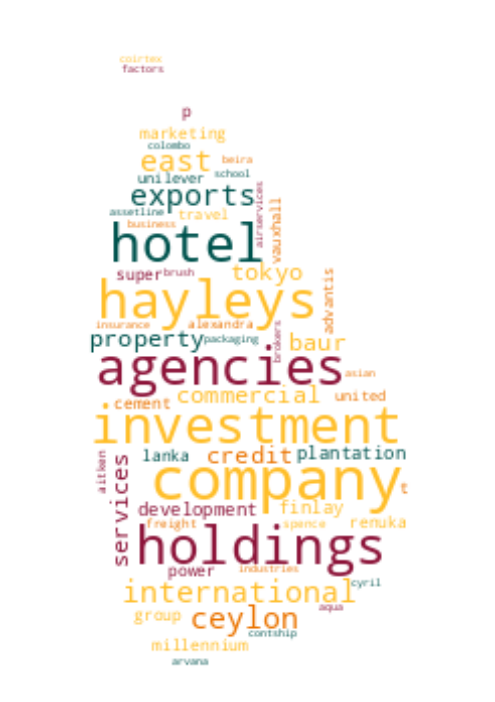 coirtex
factors
p
marketing
colombo
east beira
unilever school
exports
assetline travel
business
airservices
vauxhall
hotel
super brush tokyo
hayleys
advantis
insurance alexandra
property packaging
brokers
baur
agencies asian
commercial united
cement
investment
lanka credit plantation
aitken
company t
services
development finlay
freight spence renuka
holdings
power industries
international cyril
aqua
group ceylon
contship
millennium
arvana